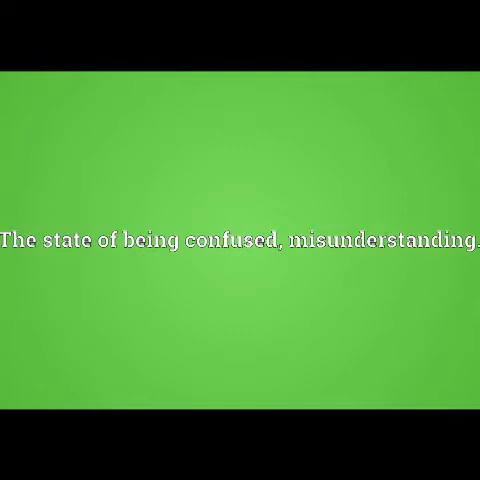 The state of being confused, misunderstanding.